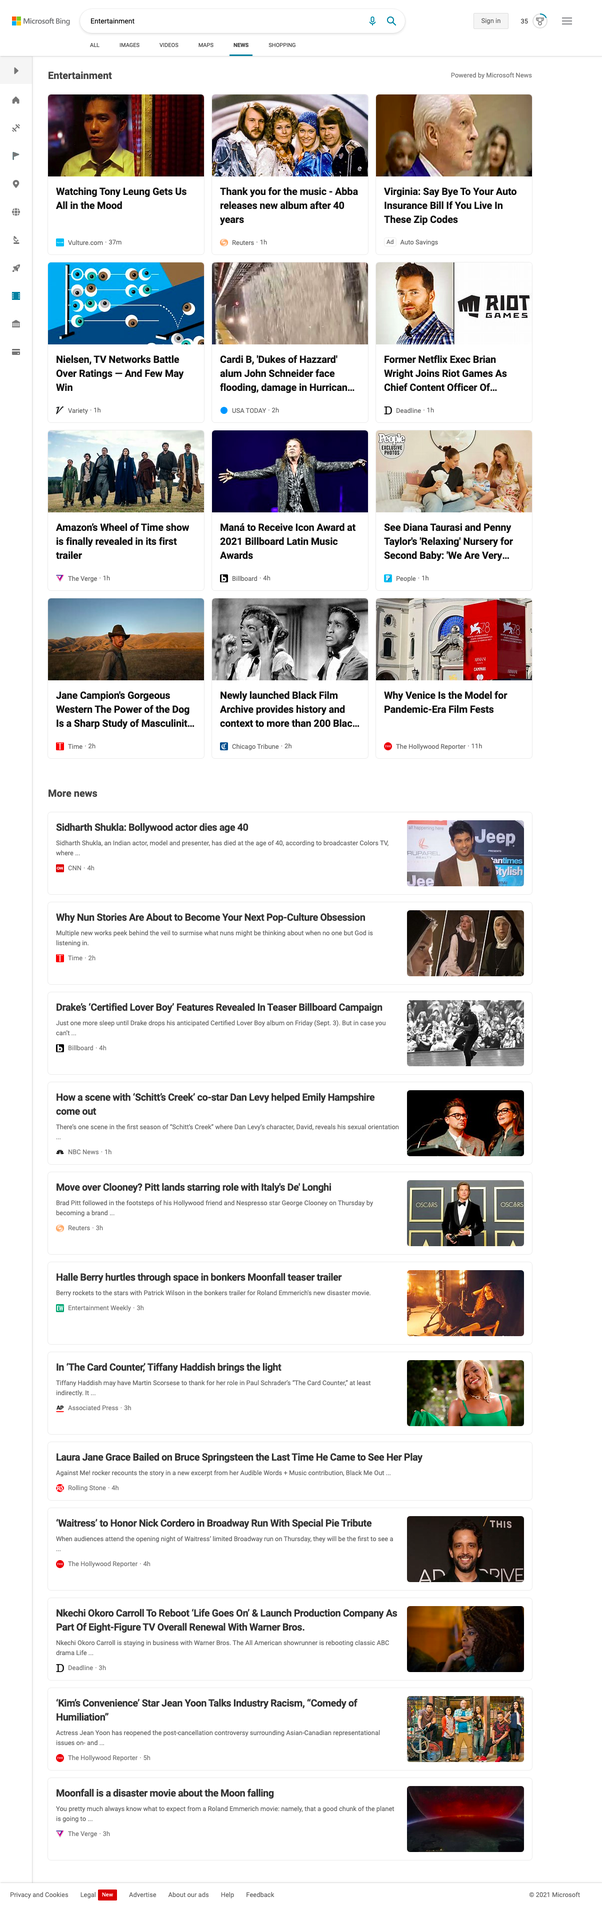 Microsoft Bing
Entertainment
Sign in
35
ALL
IMAGES
VIDEOS
MAPS
NEWS
SHOPPING
Entertainment
Powered by Microsoft News
Watching Tony Leung Gets Us
All in the Mood
Vulture.com · 37m
Thank you for the music - Abba
releases new album after 40
years
Reuters · 1h
Virginia: Say Bye To Your Auto
Insurance Bill If You Live In
These Zip Codes
Ad Auto Savings
Nielsen, TV Networks Battle
Over Ratings — And Few May
Win
Variety · 1h
Cardi B, 'Dukes of Hazzard'
alum John Schneider face
flooding, damage in Hurrican...
USA TODAY · 2h
RIOT
GAMES
Former Netflix Exec Brian
Wright Joins Riot Games As
Chief Content Officer Of...
Deadline · 1h
Amazon's Wheel of Time show
is finally revealed in its first
trailer
The Verge · 1h
Maná to Receive Icon Award at
2021 Billboard Latin Music
Awards
Billboard · 4h
People
EXCLUSIVE
PHOTOS
See Diana Taurasi and Penny
Taylor's 'Relaxing' Nursery for
Second Baby: 'We Are Very...
People · 1h
Jane Campion's Gorgeous
Western The Power of the Dog
Is a Sharp Study of Masculinit...
Time · 2h
Newly launched Black Film
Archive provides history and
context to more than 200 Blac...
Chicago Tribune · 2h
78
Why Venice Is the Model for
Pandemic-Era Film Fests
The Hollywood Reporter · 11h
More news
Sidharth Shukla: Bollywood actor dies age 40
Sidharth Shukla, an Indian actor, model and presenter, has died at the age of 40, according to broadcaster Colors TV,
where ...
CNN · 4h
Jeep
Why Nun Stories Are About to Become Your Next Pop-Culture Obsession
Multiple new works peek behind the veil to surmise what nuns might be thinking about when no one but God is
listening in.
Time · 2h
Drake's 'Certified Lover Boy' Features Revealed In Teaser Billboard Campaign
Just one more sleep until Drake drops his anticipated Certified Lover Boy album on Friday (Sept. 3). But in case you
can't ...
Billboard · 4h
How a scene with 'Schitt's Creek' co-star Dan Levy helped Emily Hampshire
come out
There's one scene in the first season of "Schitt's Creek" where Dan Levy's character, David, reveals his sexual orientation
...
NBC News · 1h
Move over Clooney? Pitt lands starring role with Italy's De' Longhi
Brad Pitt followed in the footsteps of his Hollywood friend and Nespresso star George Clooney on Thursday by
becoming a brand ...
Reuters · 3h
OSCARS
OSCARS
Halle Berry hurtles through space in bonkers Moonfall teaser trailer
Berry rockets to the stars with Patrick Wilson in the bonkers trailer for Roland Emmerich's new disaster movie.
Entertainment Weekly · 3h
In 'The Card Counter,' Tiffany Haddish brings the light
Tiffany Haddish may have Martin Scorsese to thank for her role in Paul Schrader's "The Card Counter," at least
indirectly. It ...
AP Associated Press · 3h
Laura Jane Grace Bailed on Bruce Springsteen the Last Time He Came to See Her Play
Against Me! rocker recounts the story in a new excerpt from her Audible Words + Music contribution, Black Me Out ...
Rolling Stone · 4h
'Waitress' to Honor Nick Cordero in Broadway Run With Special Pie Tribute
When audiences attend the opening night of Waitress' limited Broadway run on Thursday, they will be the first to see a
...
The Hollywood Reporter · 4h
/ THIS
Nkechi Okoro Carroll To Reboot 'Life Goes On' & Launch Production Company As
Part Of Eight-Figure TV Overall Renewal With Warner Bros.
Nkechi Okoro Carroll is staying in business with Warner Bros. The All American showrunner is rebooting classic ABC
drama Life ...
Deadline · 3h
'Kim's Convenience' Star Jean Yoon Talks Industry Racism, "Comedy of
Humiliation"
Actress Jean Yoon has reopened the post-cancellation controversy surrounding Asian-Canadian representational
issues on- and ...
The Hollywood Reporter · 5h
Moonfall is a disaster movie about the Moon falling
You pretty much always know what to expect from a Roland Emmerich movie: namely, that a good chunk of the planet
is going to ...
The Verge · 3h
Privacy and Cookies
Legal New
Advertise
About our ads
Help
Feedback
© 2021 Microsoft